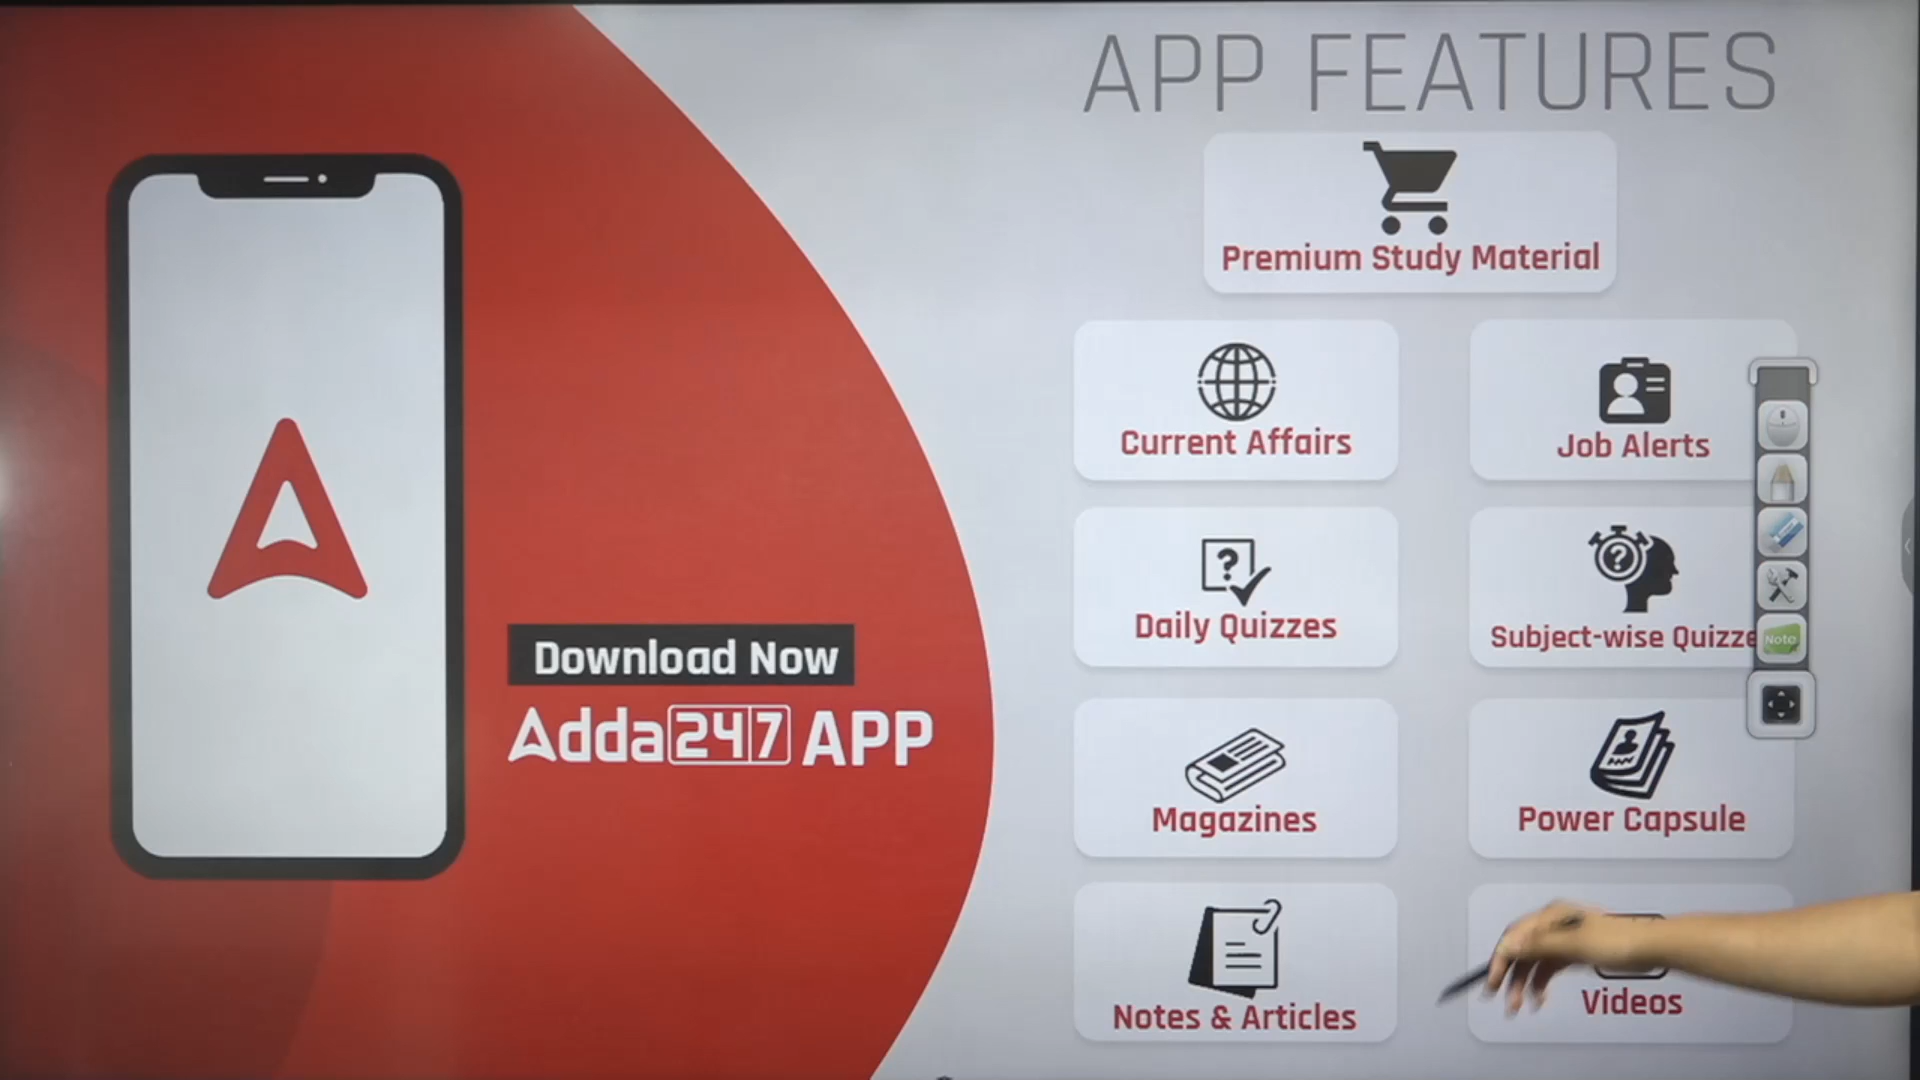 APP FEATURES
Premium Study Material
Current Affairs
Job Alerts
Daily Quizzes
Subject-wise Quizze
Note
Download Now
Adda247 APP
Magazines
Power Capsule
Notes & Articles
Videos